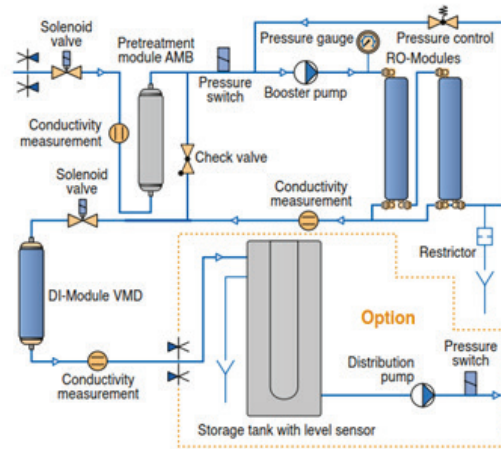 Solenoid
valve
Pretreatment
module AMB
Pressure gauge
Pressure control
RO-Modules
Pressure
switch
Booster pump
Conductivity
measurement
Check valve
Solenoid
valve
Conductivity
measurement
Restrictor
DI-Module VMD
Option
Conductivity
measurement
Distribution
pump
Pressure
switch
Storage tank with level sensor